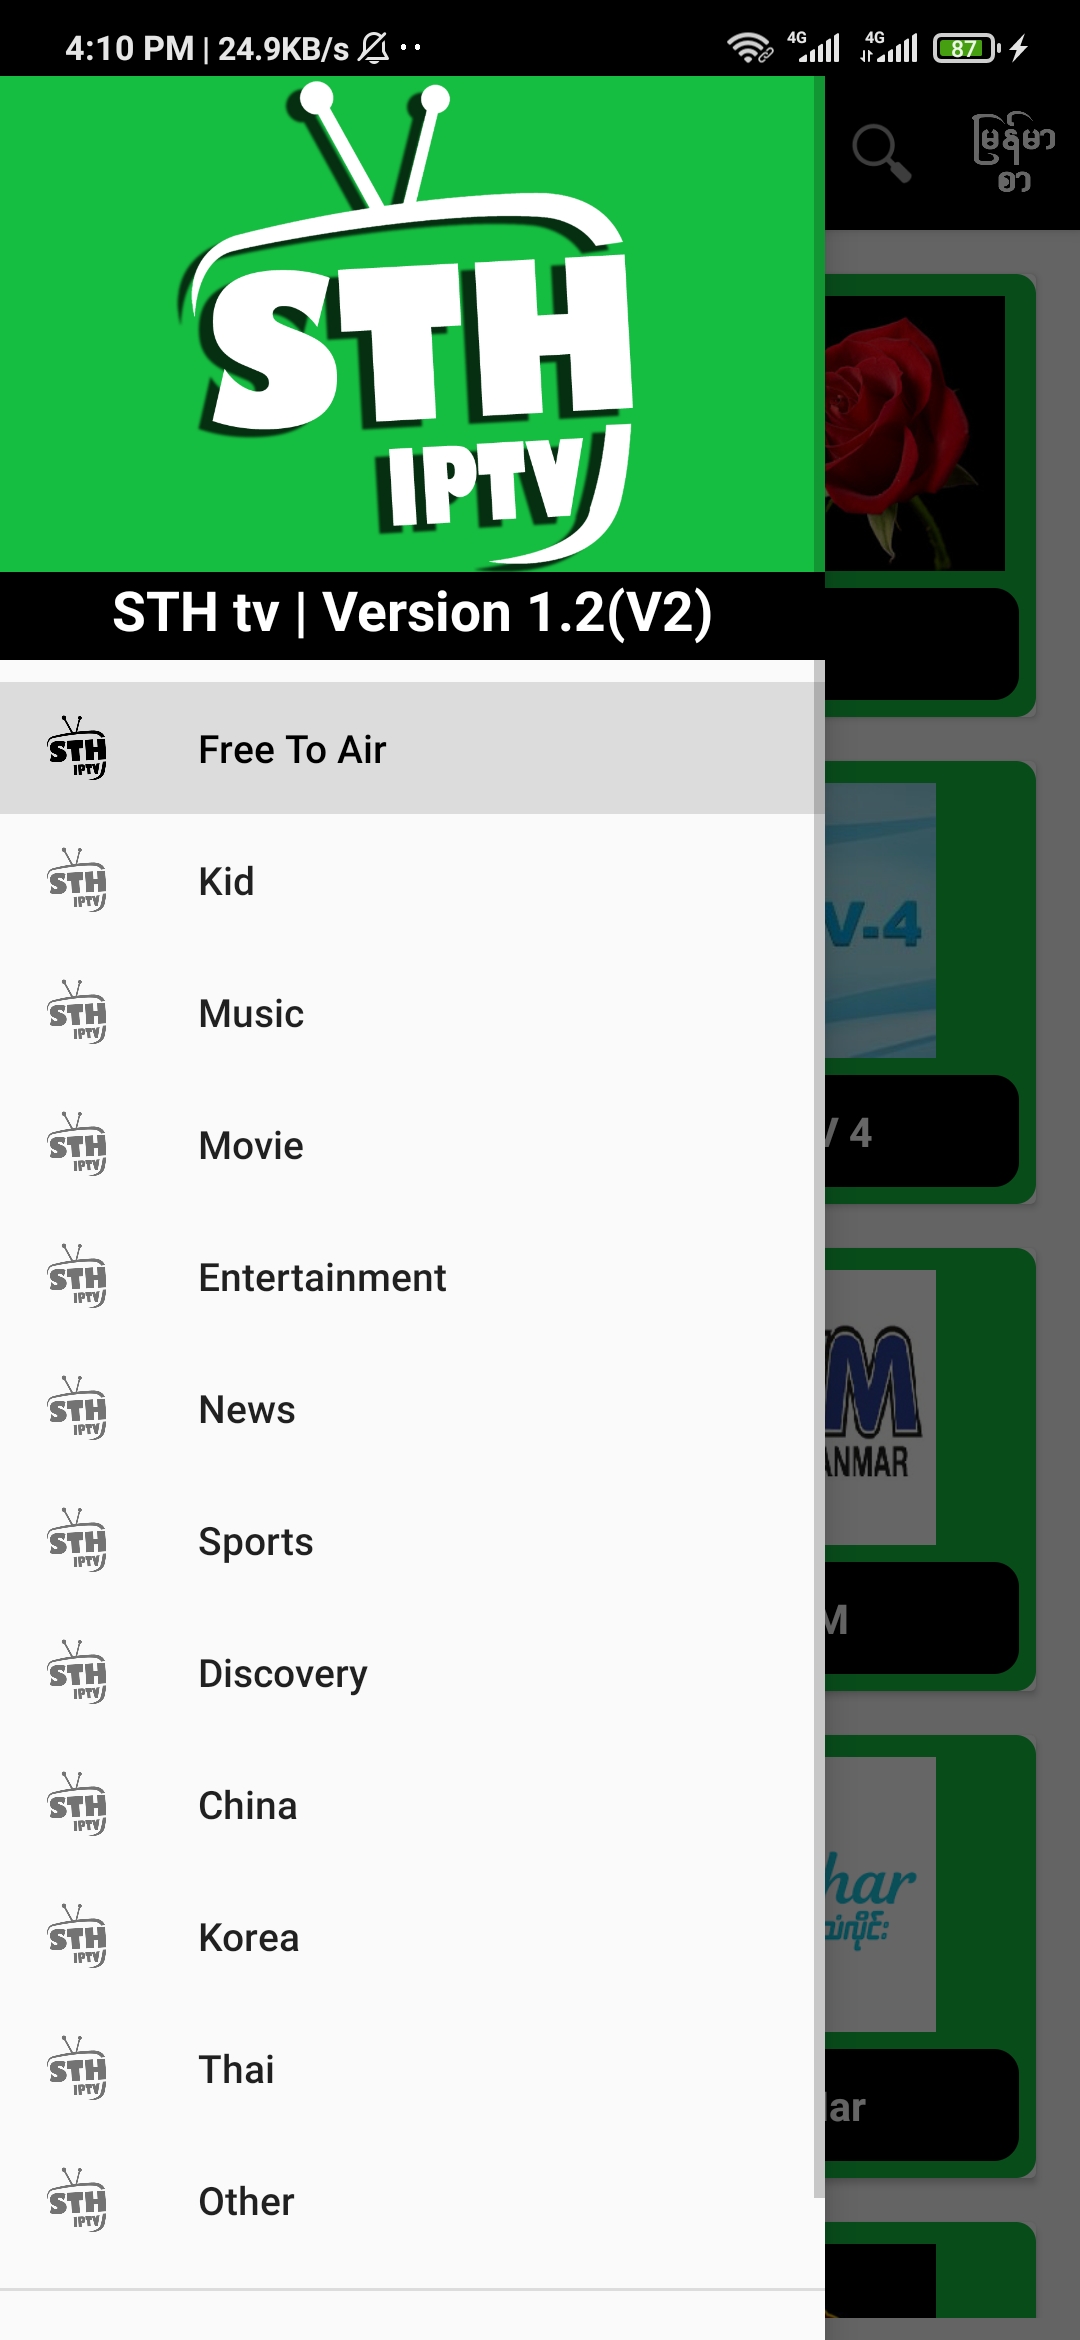 4:10 PM | 24.9KB/s
4G
4G
87
မြန်မာ
စာ
STH
IPTV
STH tv | Version 1.2(V2)
STH
IPTV
Free To Air
STH
IPTV
Kid
STH
IPTV
Music
STH
IPTV
Movie
STH
IPTV
Entertainment
STH
IPTV
News
STH
IPTV
Sports
STH
IPTV
Discovery
STH
IPTV
China
STH
IPTV
Korea
STH
IPTV
Thai
STH
IPTV
Other
V-4
V 4
M
ANMAR
M
har
lar